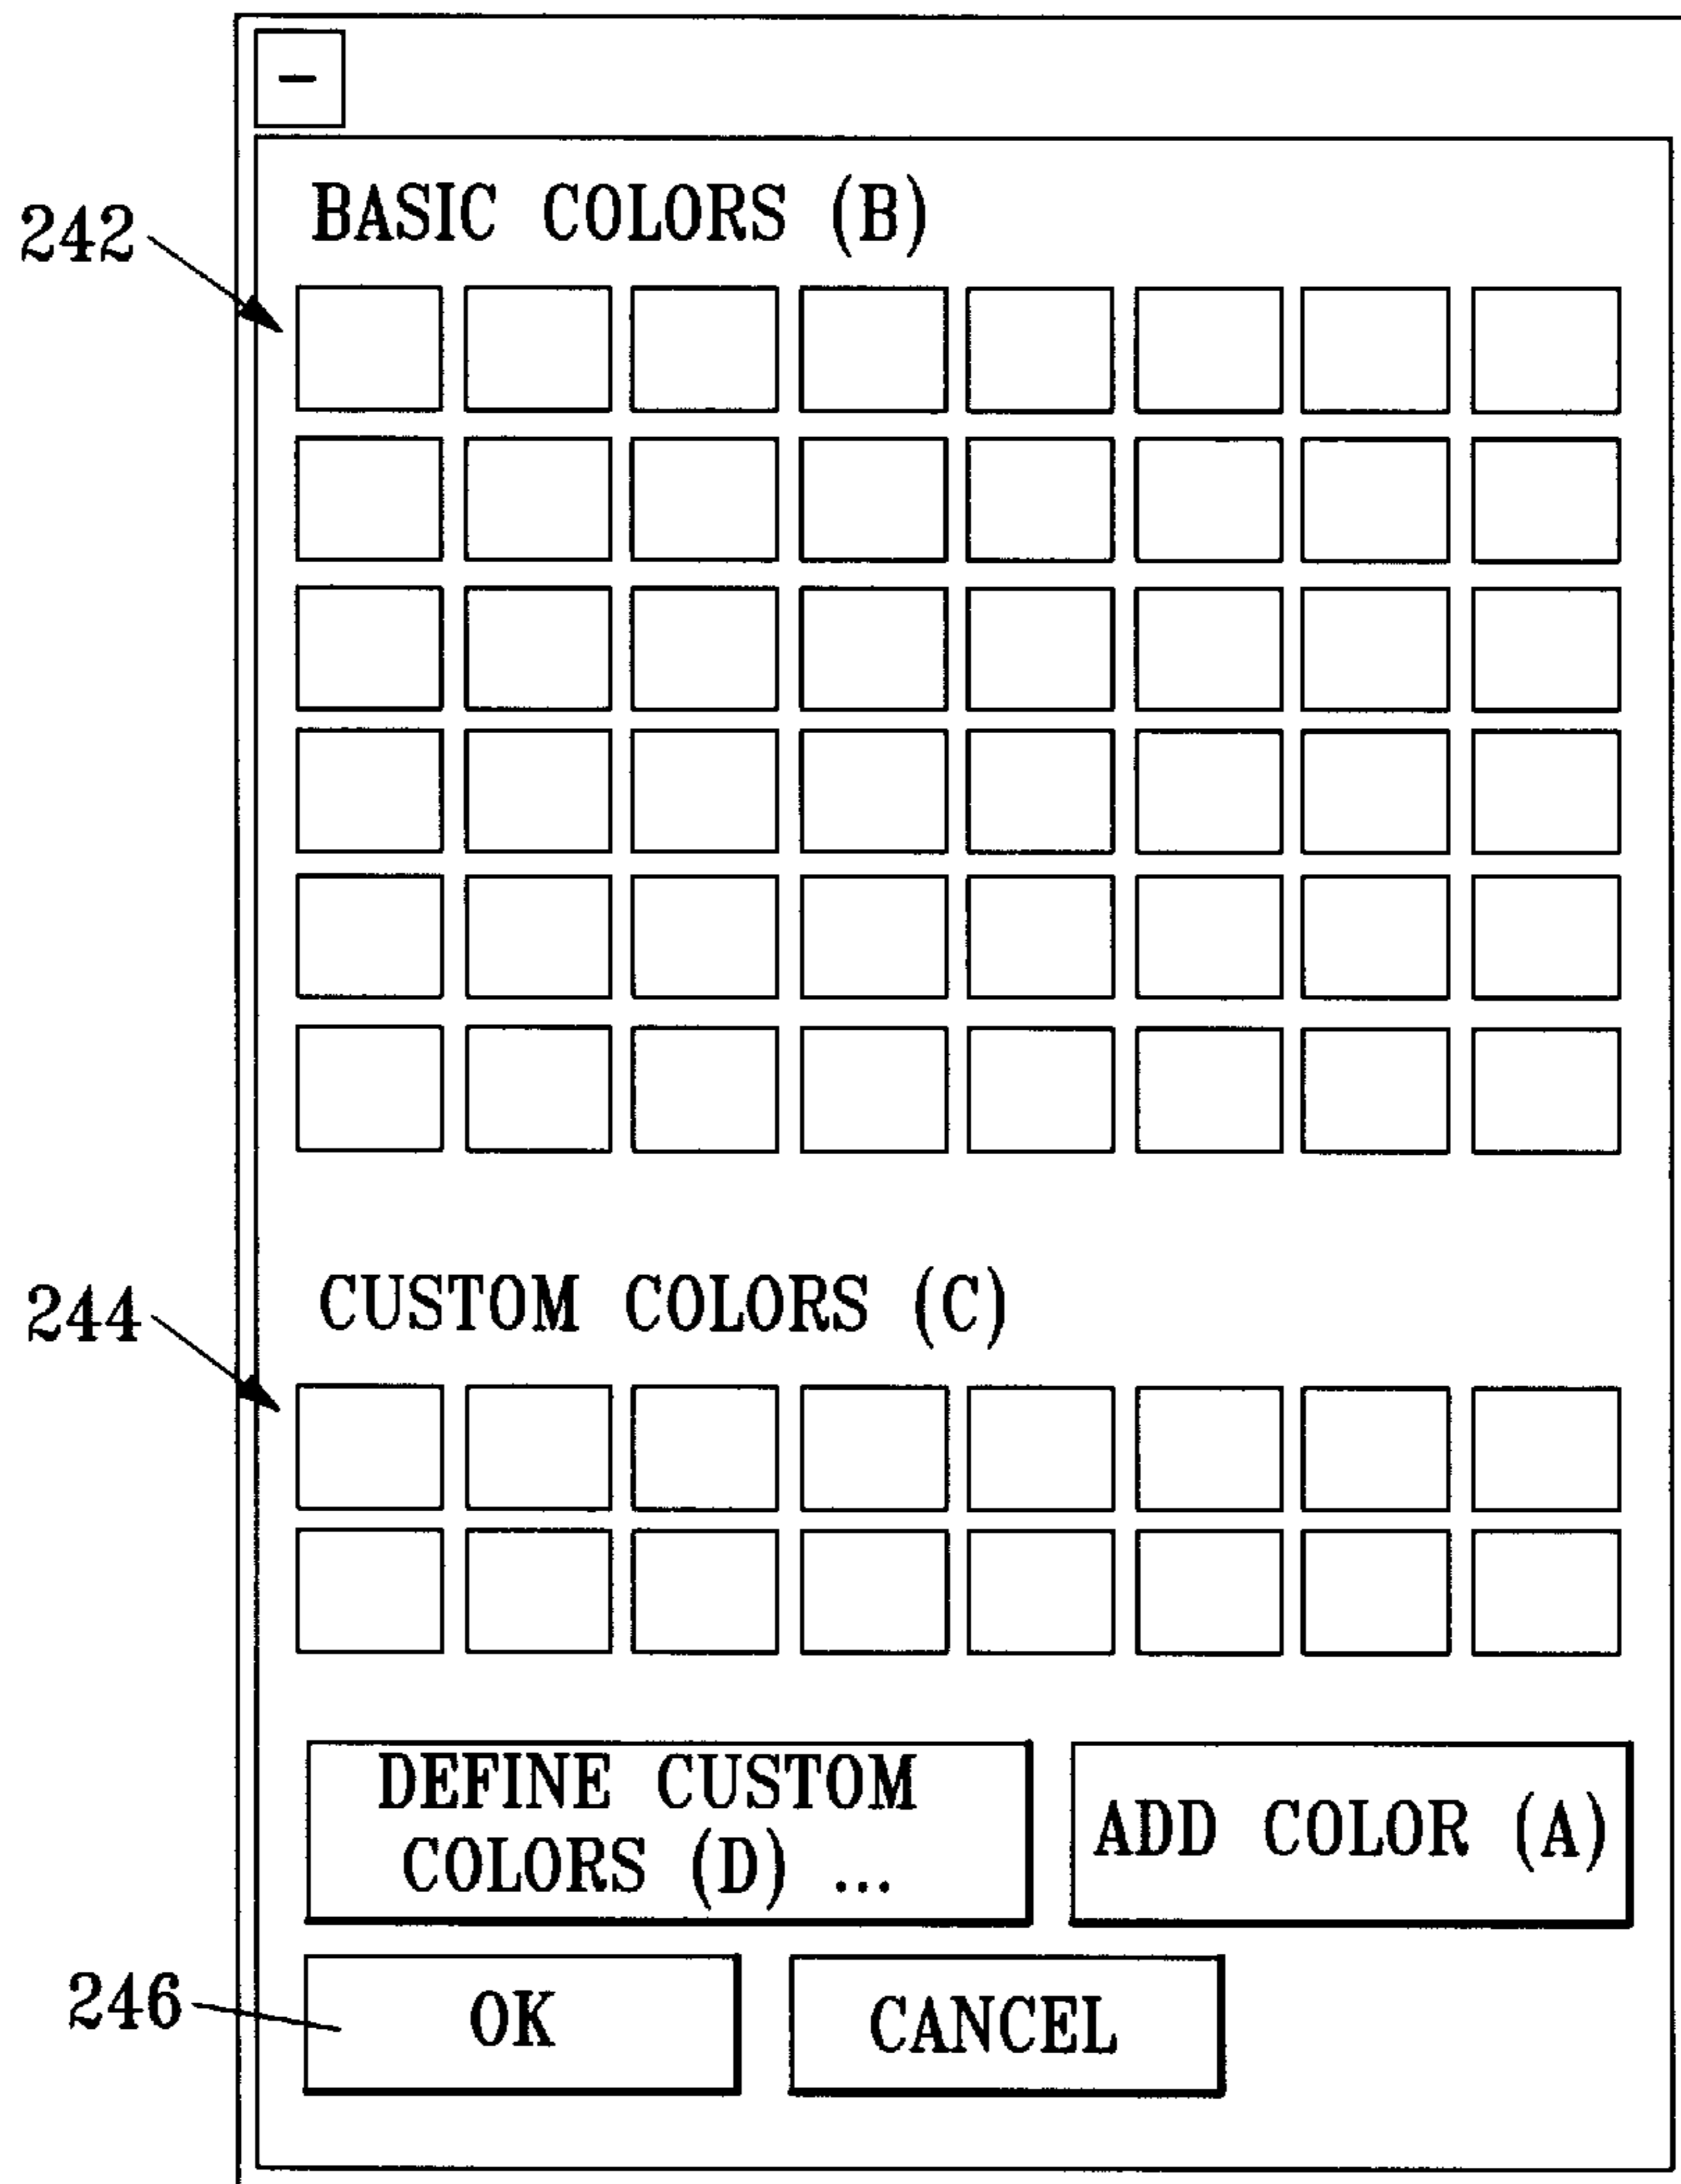 242
BASIC COLORS (B)
244
CUSTOM COLORS (C)
DEFINE CUSTOM
COLORS (D) ...
ADD COLOR (A)
246
OK
CANCEL